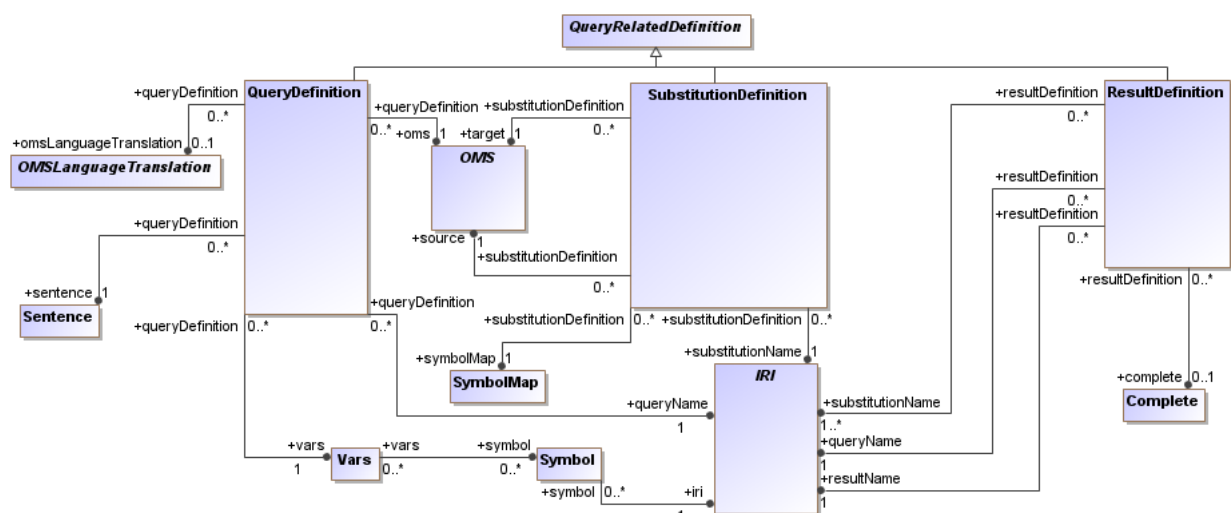 QueryRelatedDefinition
QueryDefinition
SubstitutionDefinition
ResultDefinition
+queryDefinition
0..*
+omsLanguageTranslation
0..1
OMSLanguageTranslation
+queryDefinition
0..*
+oms
1
+substitutionDefinition
0..*
+target
1
OMS
+resultDefinition
0..*
+resultDefinition
0..*
+resultDefinition
0..*
+queryDefinition
0..*
+sentence
1
Sentence
+source
1
+substitutionDefinition
0..*
+queryDefinition
0..*
+queryDefinition
0..*
+substitutionDefinition
0..*
+symbolMap
1
SymbolMap
+substitutionDefinition
0..*
+substitutionName
1
IRI
+resultDefinition
0..*
+complete
0..1
Complete
+queryName
1
+substitutionName
1..*
+queryName
1
+resultName
1
+vars
1
Vars
+vars
0..*
+symbol
0..*
Symbol
+symbol
0..*
+iri
1